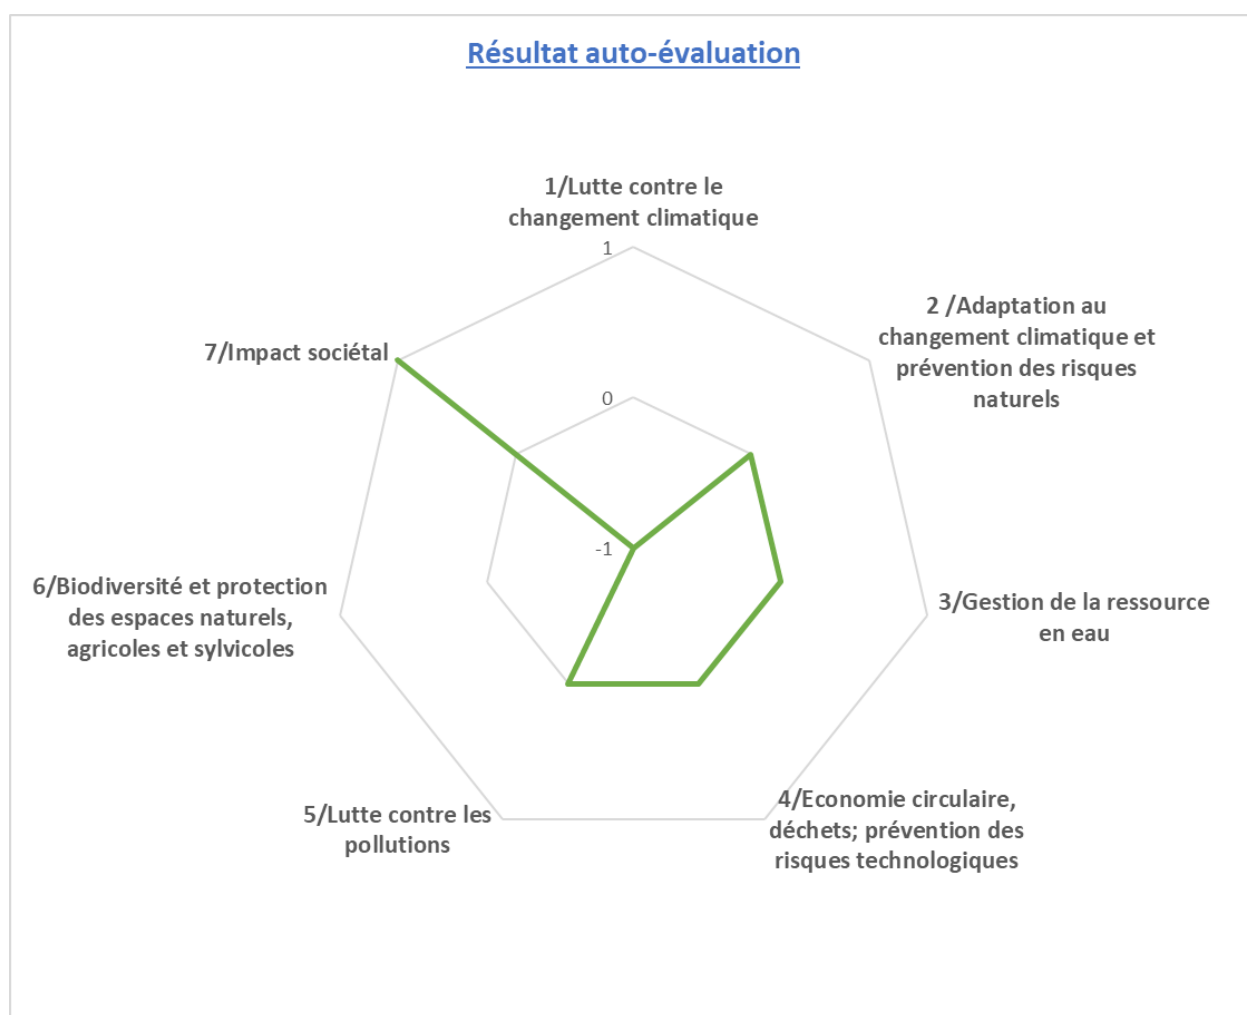 Résultat auto-évaluation
1/Lutte contre le
changement climatique
1
2 /Adaptation au
changement climatique et
prévention des risques
naturels
7/Impact sociétal
0
-1
6/Biodiversité et protection
des espaces naturels,
agricoles et sylvicoles
3/Gestion de la ressource
en eau
5/Lutte contre les
pollutions
4/Economie circulaire,
déchets; prévention des
risques technologiques